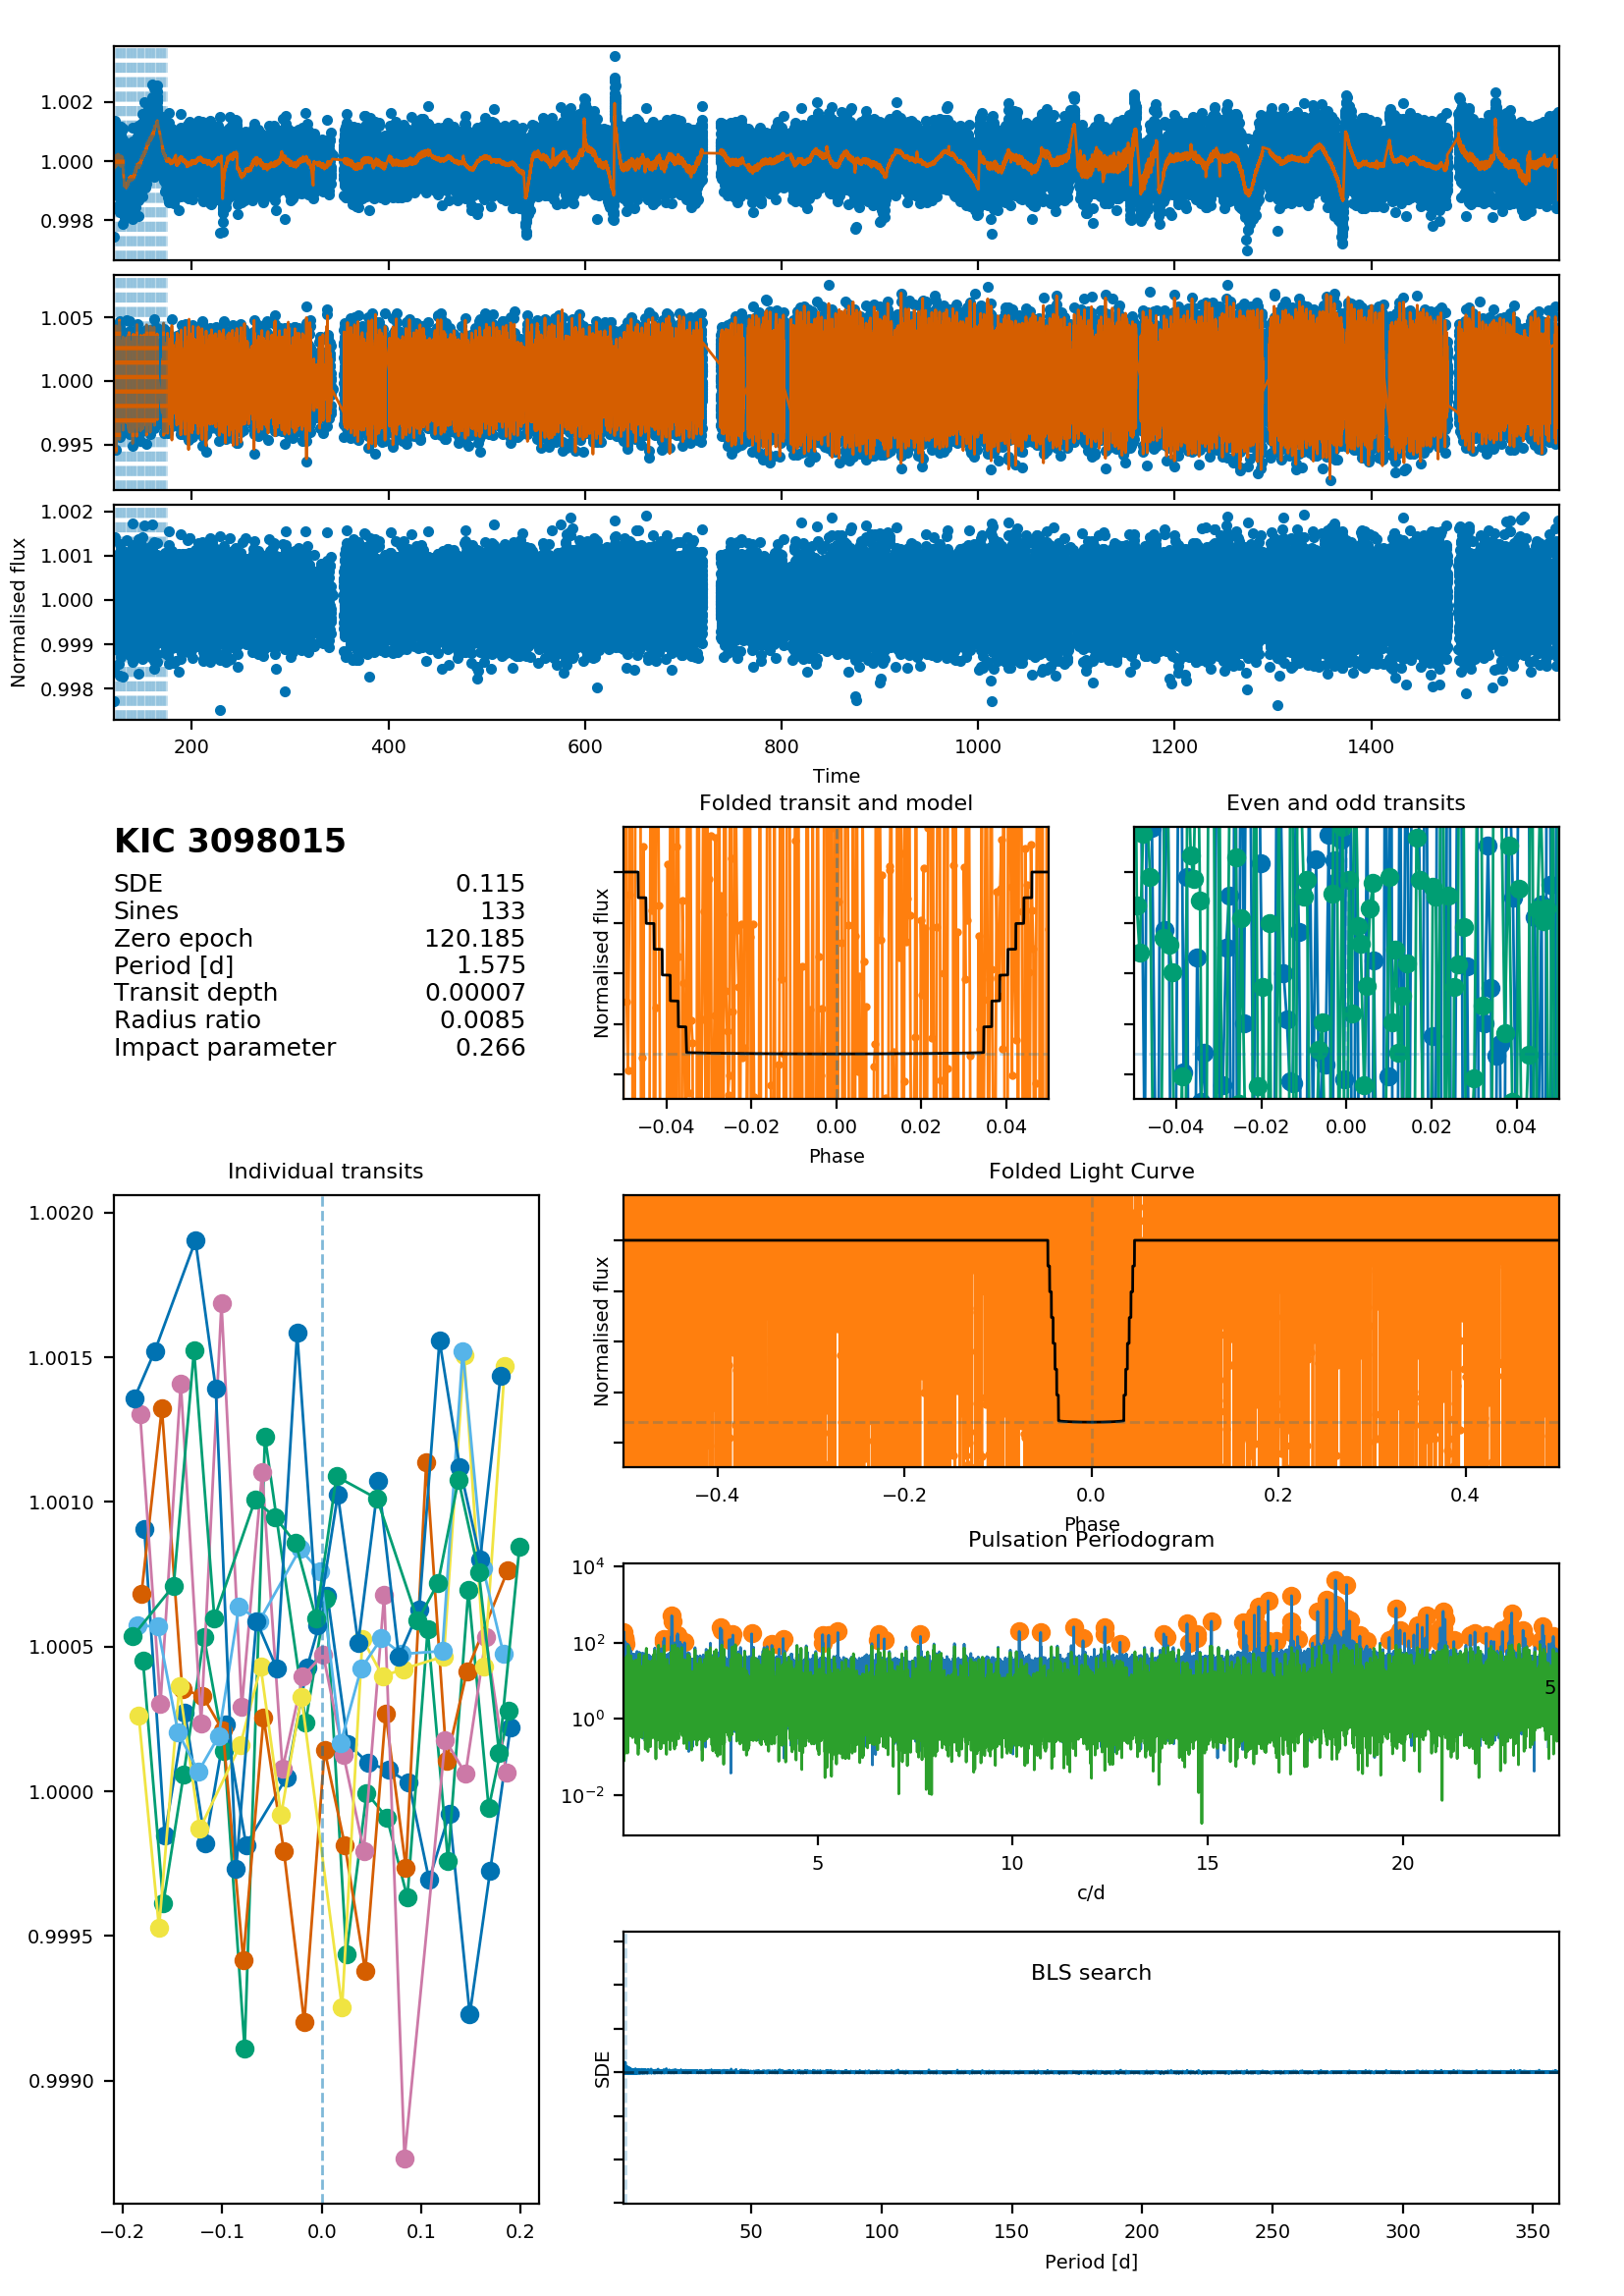 1.002
1.000
0.998
1.005
1.000
0.995
1.002
1.001
1.000
0.999
0.998
Normalised flux
200 400 600 800 1000 1200 1400
Time
KIC 3098015
SDE 0.115
Sines 133
Zero epoch 120.185
Period [d] 1.575
Transit depth 0.00007
Radius ratio 0.0085
Impact parameter 0.266
Folded transit and model
Normalised flux
−0.04 −0.02 0.00 0.02 0.04
Phase
Even and odd transits
−0.04 −0.02 0.00 0.02 0.04
Individual transits
1.0020
1.0015
1.0010
1.0005
1.0000
0.9995
0.9990
−0.2 −0.1 0.0 0.1 0.2
Folded Light Curve
Normalised flux
−0.4 −0.2 0.0 0.2 0.4
Phase
Pulsation Periodogram
10⁴
10²
10⁰
10⁻²
5
5 10 15 20
c/d
BLS search
SDE
50 100 150 200 250 300 350
Period [d]